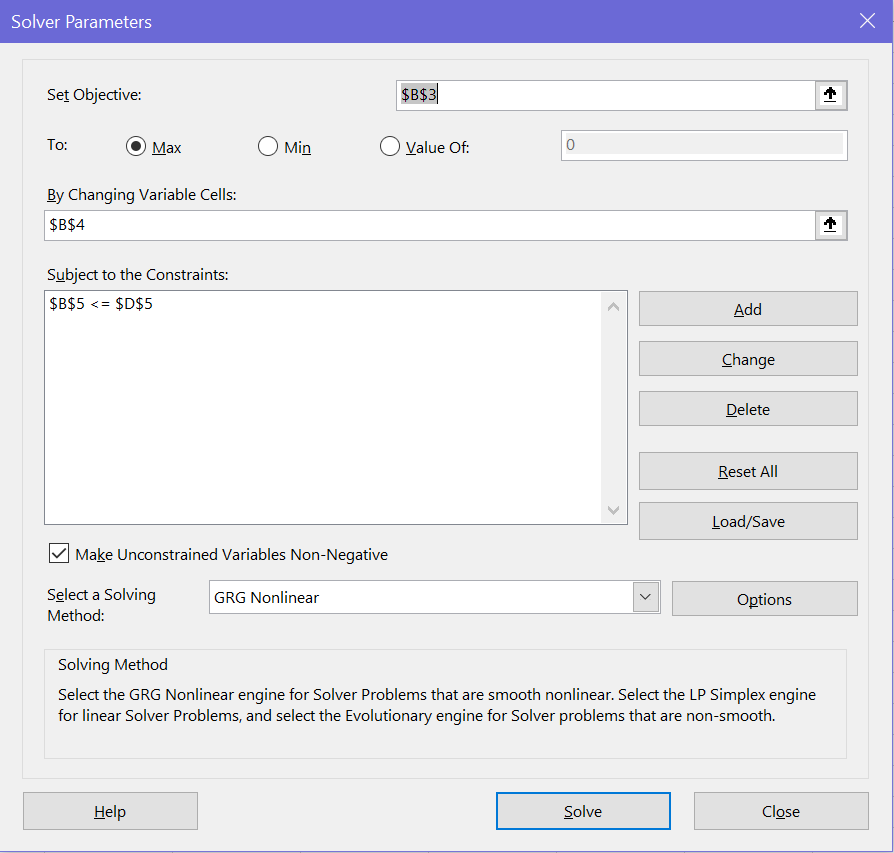 Solver Parameters
Set Objective:
$B$3
To:
Max
Min
Value Of:
0
By Changing Variable Cells:
$B$4
Subject to the Constraints:
$B$5 <= $D$5
Add
Change
Delete
Reset All
Load/Save
Make Unconstrained Variables Non-Negative
Select a Solving
Method:
GRG Nonlinear
Options
Solving Method
Select the GRG Nonlinear engine for Solver Problems that are smooth nonlinear. Select the LP Simplex engine
for linear Solver Problems, and select the Evolutionary engine for Solver problems that are non-smooth.
Help
Solve
Close